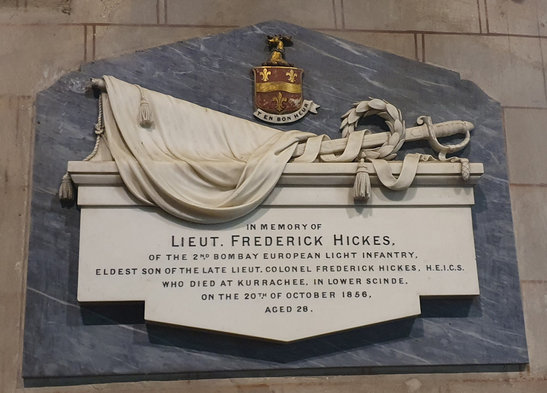 T EN BON HEUR
IN MEMORY OF
LIEUT. FREDERICK HICKES,
OF THE 2ND BOMBAY EUROPEAN LIGHT INFANTRY,
ELDEST SON OF THE LATE LIEUT. COLONEL FREDERICK HICKES, H.E.I.C.S.
WHO DIED AT KURRACHEE, IN LOWER SCINDE,
ON THE 20TH OF OCTOBER 1856,
AGED 28.